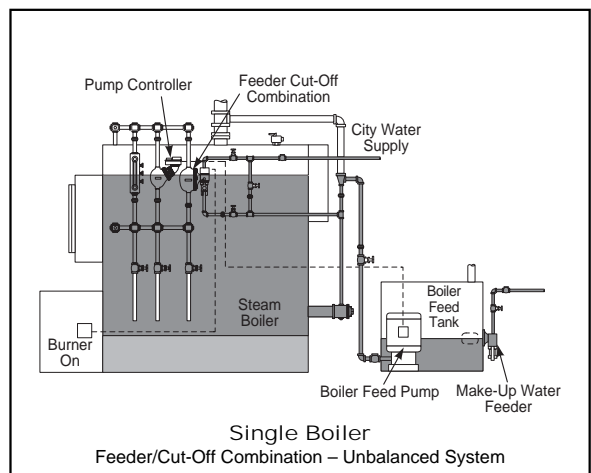 Pump Controller
Feeder Cut-Off
Combination
City Water
Supply
Steam
Boiler
Boiler
Feed
Tank
Burner
On
Boiler Feed Pump
Make-Up Water
Feeder
Single Boiler
Feeder/Cut-Off Combination – Unbalanced System